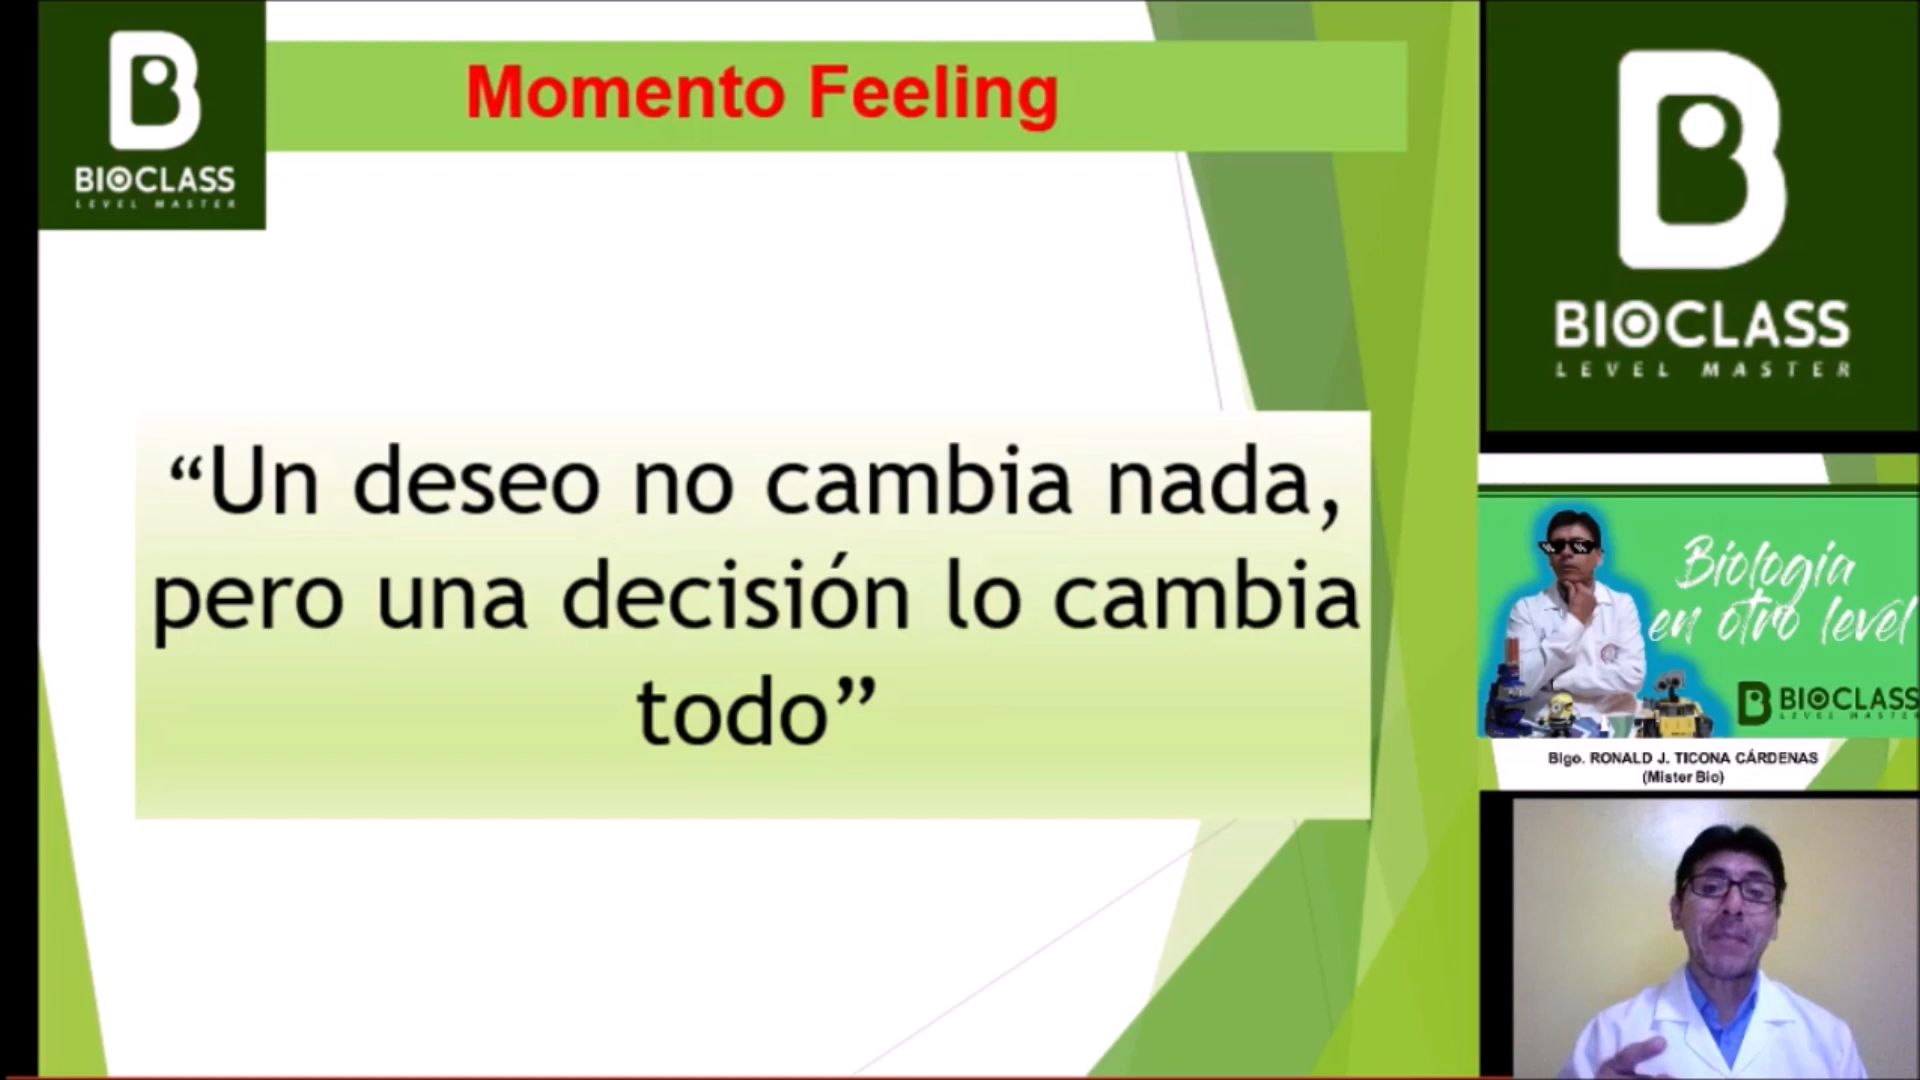 BIOCLASS
LEVEL MASTER
Momento Feeling
“Un deseo no cambia nada,
pero una decisión lo cambia
todo”
BIOCLASS
LEVEL MASTER
Biología
en otro level
BIOCLASS
LEVEL MASTER
Blgo. RONALD J. TICONA CÁRDENAS
(Mister Bio)